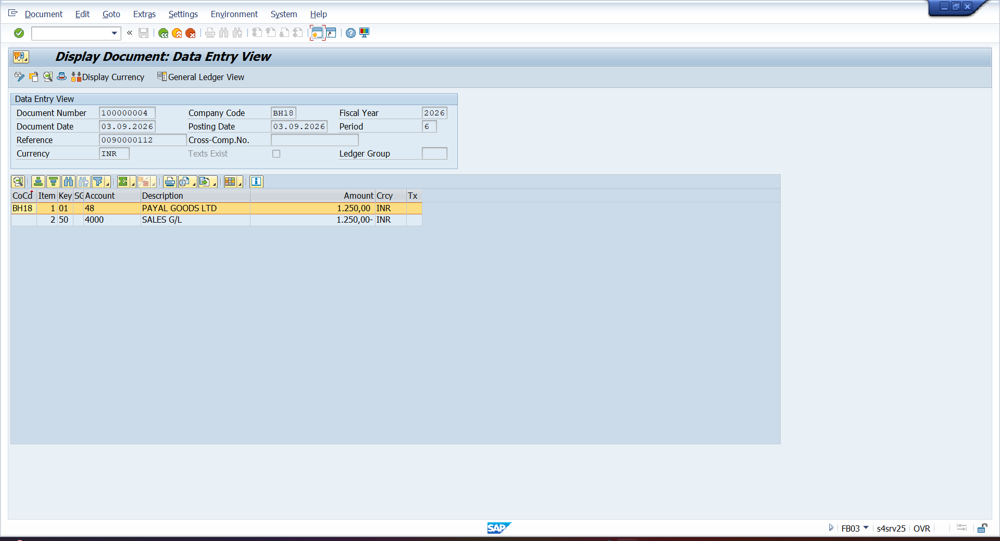 Document Edit Goto Extras Settings Environment System Help
«
Display Document: Data Entry View
Display Currency General Ledger View
Data Entry View
Document Number 100000004 Company Code BH18 Fiscal Year 2026
Document Date 03.09.2026 Posting Date 03.09.2026 Period 6
Reference 0090000112 Cross-Comp.No.
Currency INR Texts Exist Ledger Group
CoCd Item Key SG Account Description Amount Crcy Tx
BH18 1 01 48 PAYAL GOODS LTD 1.250,00 INR
2 50 4000 SALES G/L 1.250,00- INR
SAP FB03 s4srv25 OVR